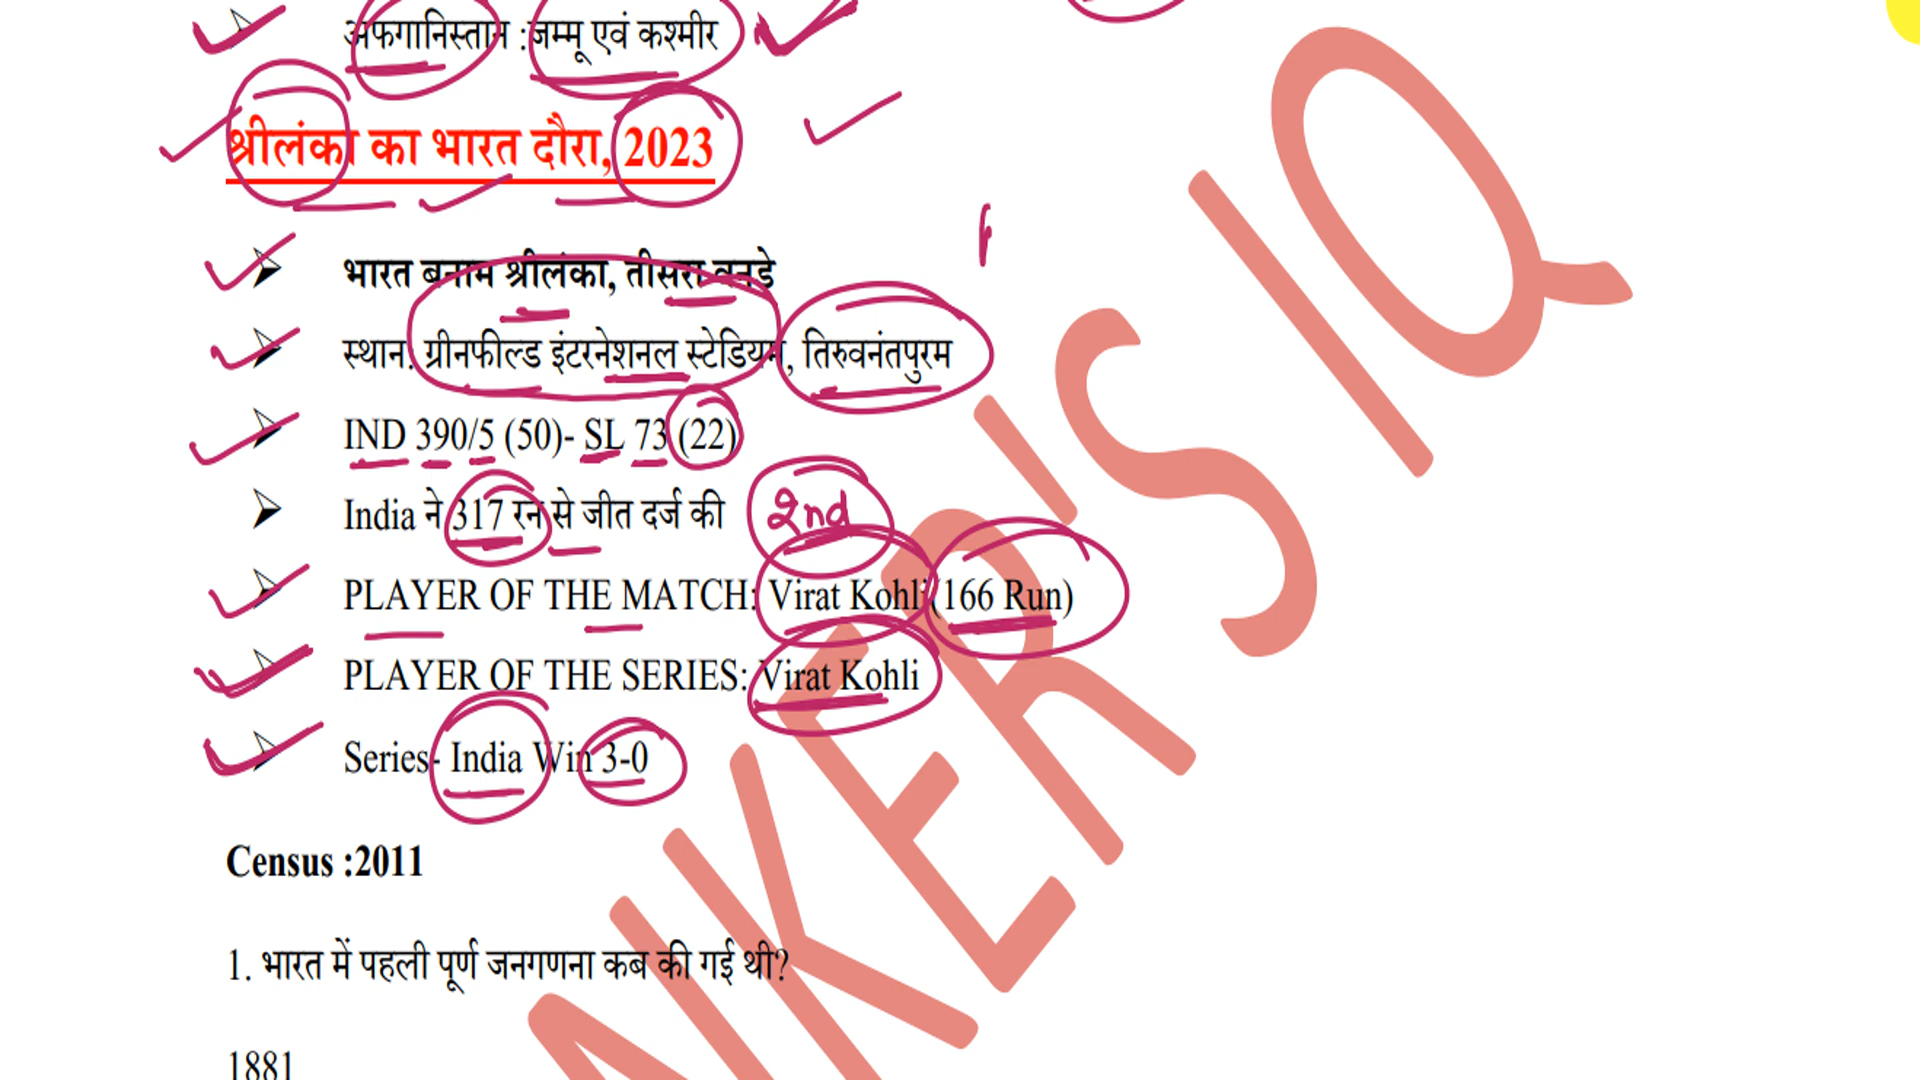 अफगानिस्तान :जम्मू एवं कश्मीर
श्रीलंका का भारत दौरा, 2023
भारत बनाम श्रीलंका, तीसरा वनडे
स्थान. ग्रीनफील्ड इंटरनेशनल स्टेडियम, तिरुवनंतपुरम
IND 390/5 (50)- SL 73 (22)
India ने 317 रन से जीत दर्ज की 2nd
PLAYER OF THE MATCH: Virat Kohli (166 Run)
PLAYER OF THE SERIES: Virat Kohli
Series- India Win 3-0
Census :2011
1. भारत में पहली पूर्ण जनगणना कब की गई थी?
1881
NKER'S IQ